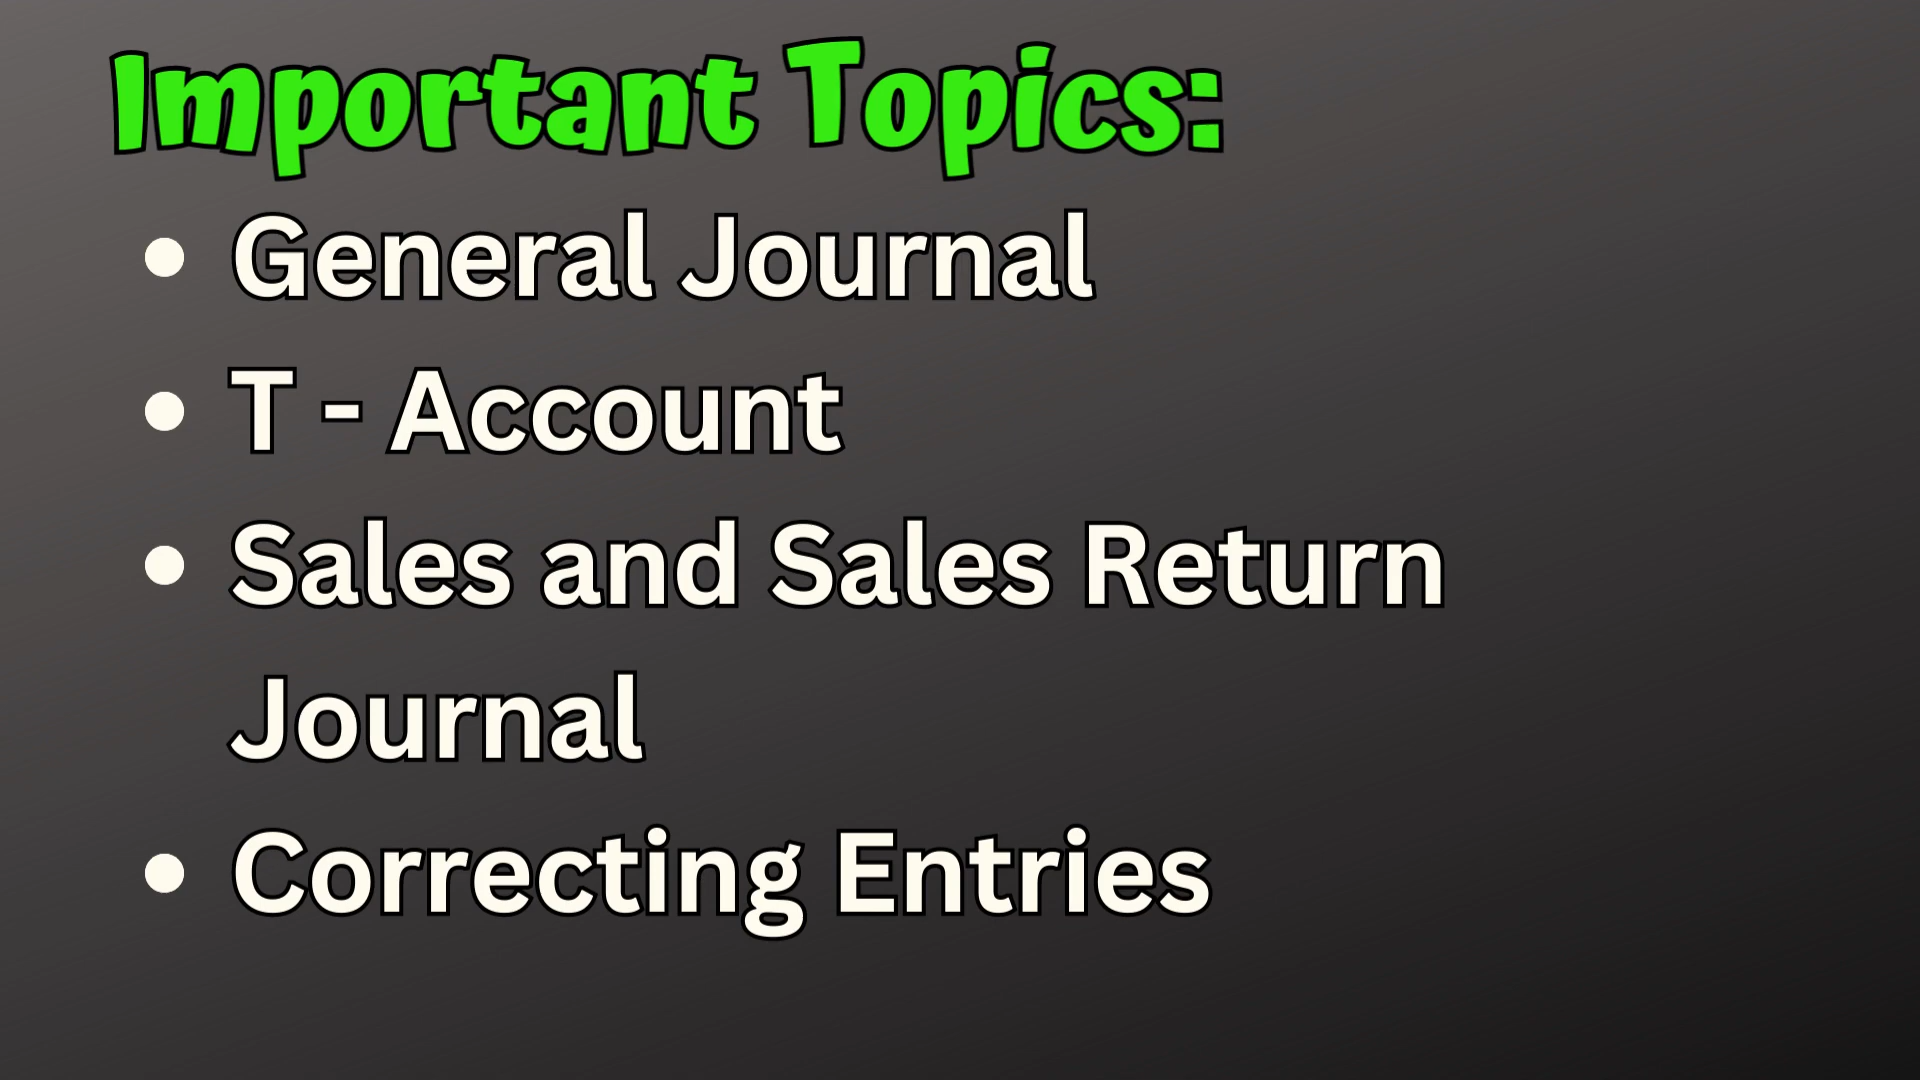 Important Topics:
• General Journal
• T - Account
• Sales and Sales Return
Journal
• Correcting Entries